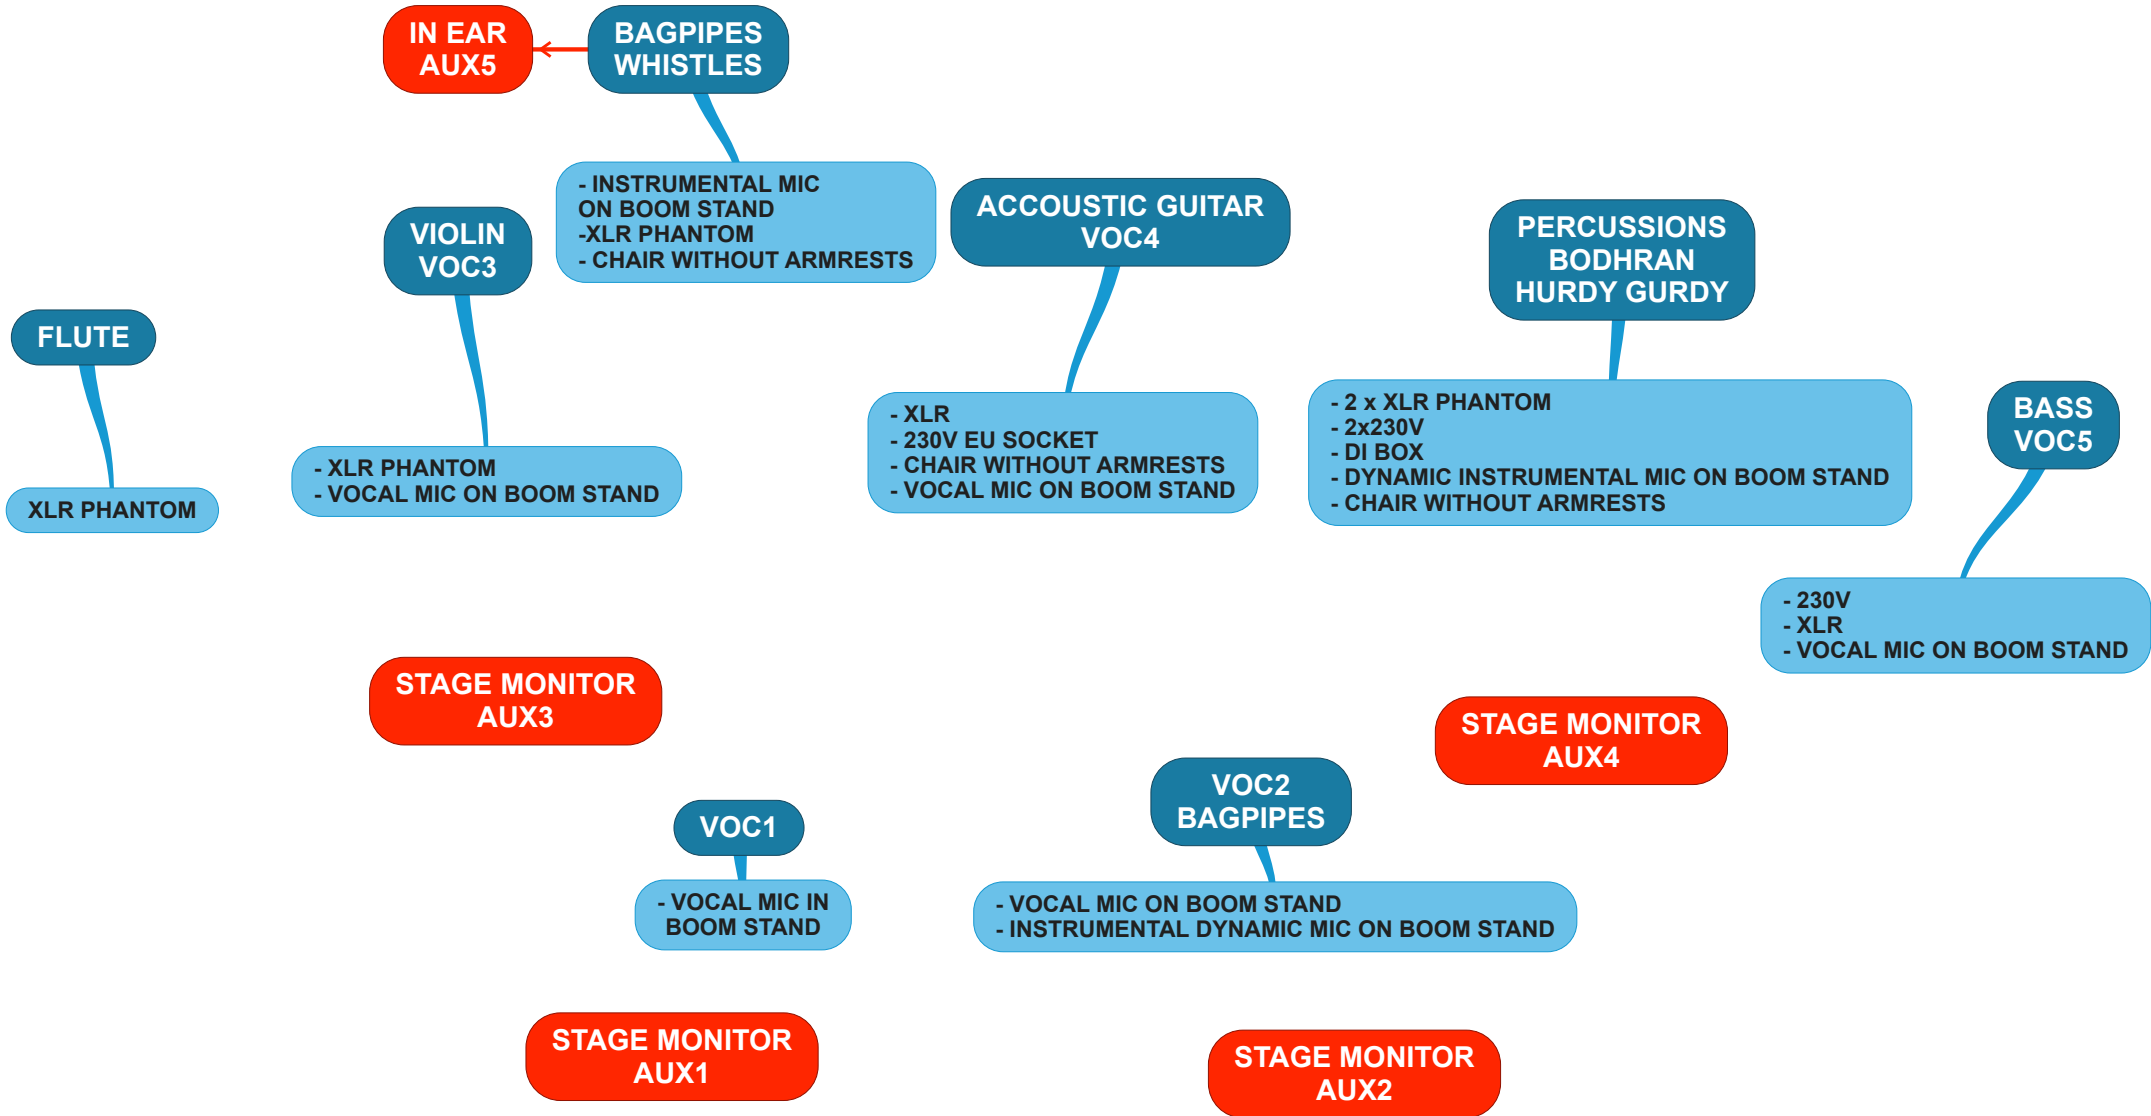 IN EAR
AUX5
BAGPIPES
WHISTLES
- INSTRUMENTAL MIC
ON BOOM STAND
-XLR PHANTOM
- CHAIR WITHOUT ARMRESTS
VIOLIN
VOC3
- XLR PHANTOM
- VOCAL MIC ON BOOM STAND
FLUTE
XLR PHANTOM
ACCOUSTIC GUITAR
VOC4
- XLR
- 230V EU SOCKET
- CHAIR WITHOUT ARMRESTS
- VOCAL MIC ON BOOM STAND
PERCUSSIONS
BODHRAN
HURDY GURDY
- 2 x XLR PHANTOM
- 2x230V
- DI BOX
- DYNAMIC INSTRUMENTAL MIC ON BOOM STAND
- CHAIR WITHOUT ARMRESTS
BASS
VOC5
- 230V
- XLR
- VOCAL MIC ON BOOM STAND
STAGE MONITOR
AUX3
STAGE MONITOR
AUX4
VOC1
- VOCAL MIC IN
BOOM STAND
VOC2
BAGPIPES
- VOCAL MIC ON BOOM STAND
- INSTRUMENTAL DYNAMIC MIC ON BOOM STAND
STAGE MONITOR
AUX1
STAGE MONITOR
AUX2